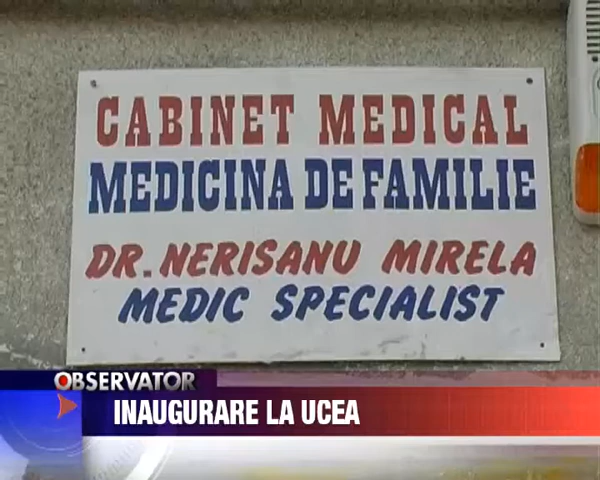 CABINET MEDICAL
MEDICINA DE FAMILIE
DR. NERISANU MIRELA
MEDIC SPECIALIST
OBSERVATOR
INAUGURARE LA UCEA